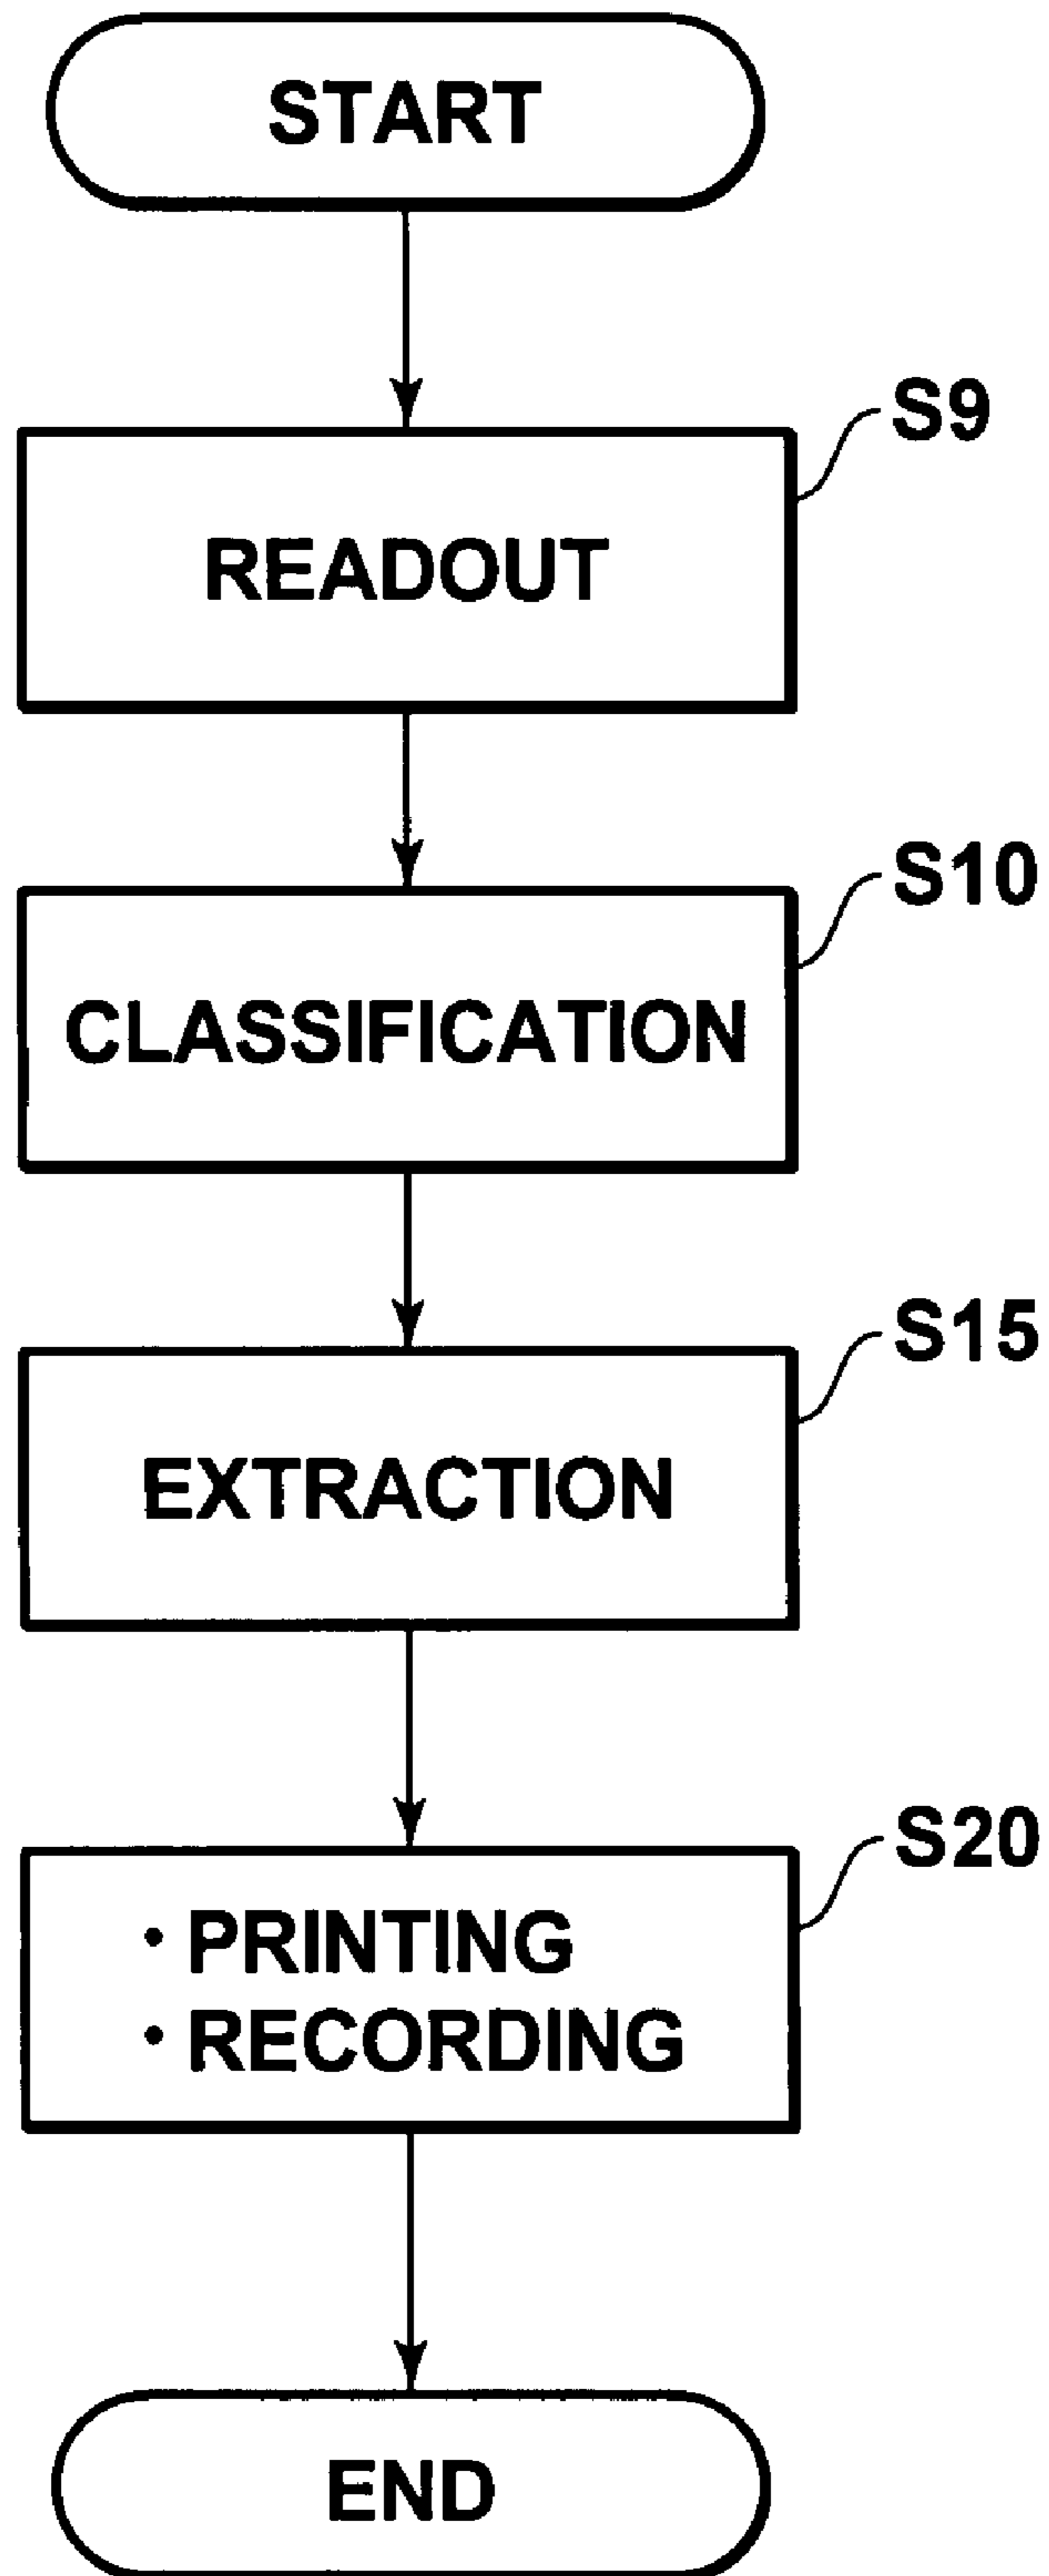 START
S9
READOUT
S10
CLASSIFICATION
S15
EXTRACTION
S20
・PRINTING
・RECORDING
END